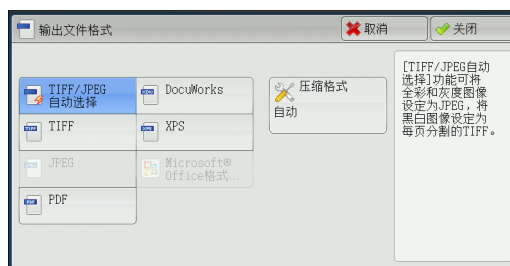 输出文件格式
取消
关闭
TIFF/JPEG
自动选择
DocuWorks
TIFF
XPS
JPEG
Microsoft®
Office格式...
PDF
压缩格式
自动
[TIFF/JPEG自动
选择]功能可将
全彩和灰度图像
设定为JPEG，将
黑白图像设定为
每页分割的TIFF。